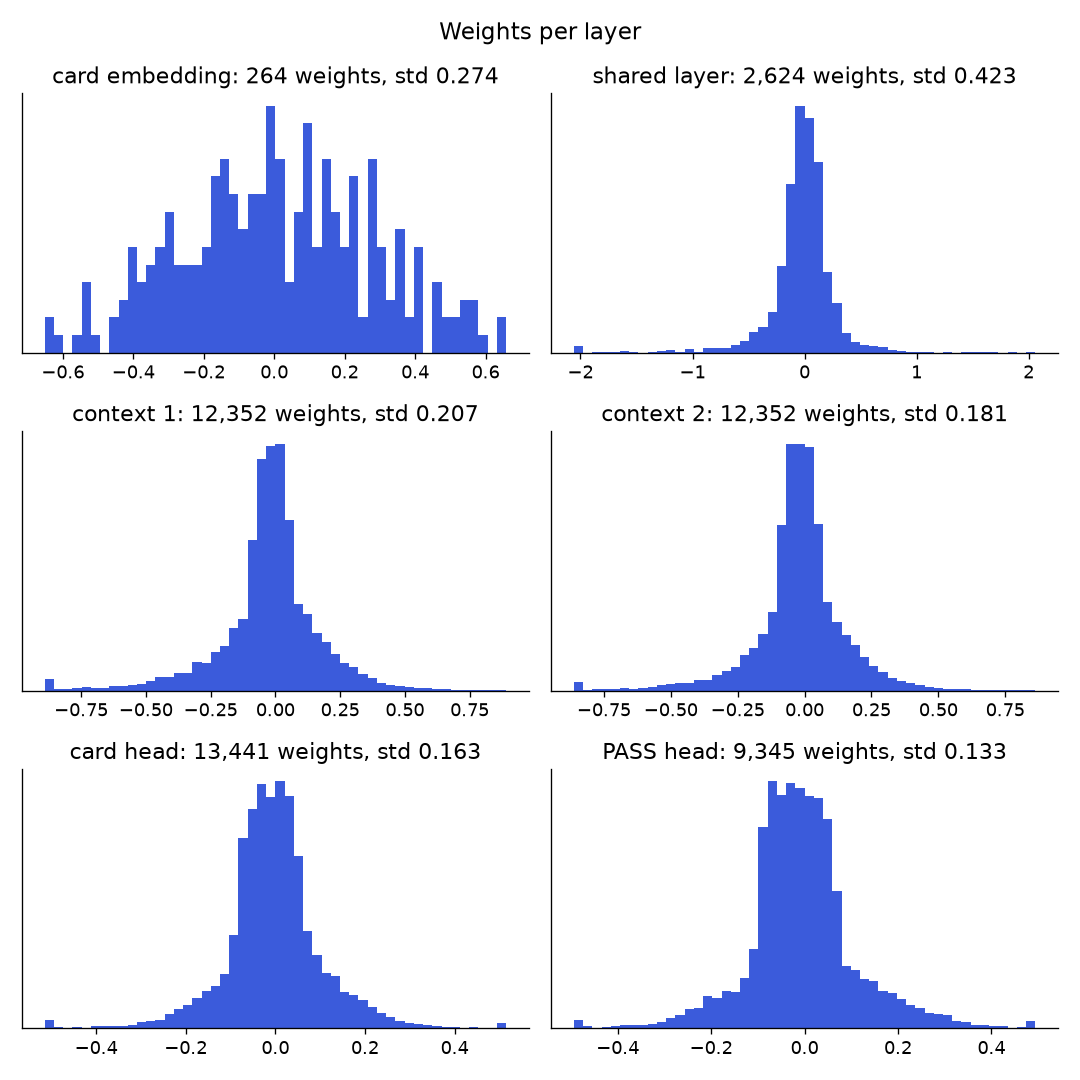 Weights per layer
card embedding: 264 weights, std 0.274
shared layer: 2,624 weights, std 0.423
−0.6 −0.4 −0.2 0.0 0.2 0.4 0.6
−2 −1 0 1 2
context 1: 12,352 weights, std 0.207
context 2: 12,352 weights, std 0.181
−0.75 −0.50 −0.25 0.00 0.25 0.50 0.75
−0.75 −0.50 −0.25 0.00 0.25 0.50 0.75
card head: 13,441 weights, std 0.163
PASS head: 9,345 weights, std 0.133
−0.4 −0.2 0.0 0.2 0.4
−0.4 −0.2 0.0 0.2 0.4